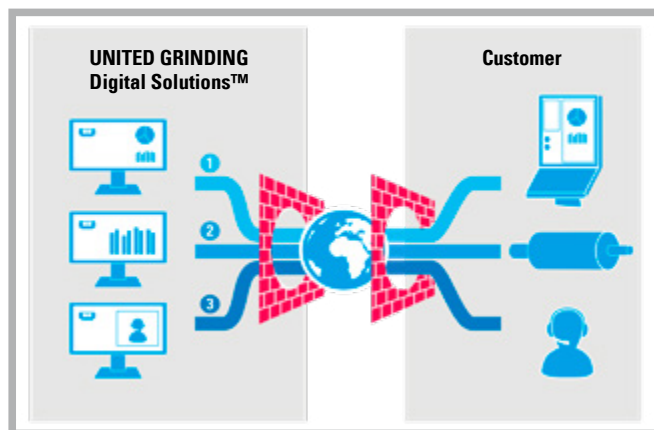 UNITED GRINDING
Digital Solutions™
Customer
1
2
3